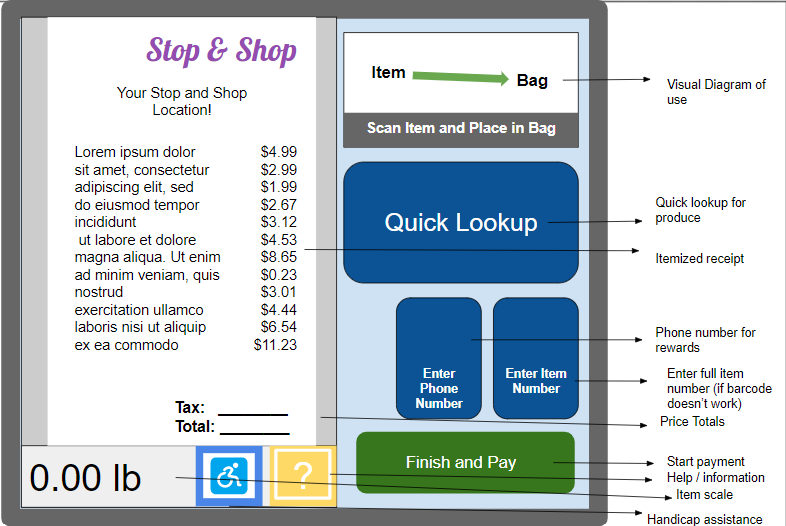 Stop & Shop
Your Stop and Shop
Location!
Lorem ipsum dolor $4.99
sit amet, consectetur $2.99
adipiscing elit, sed $1.99
do eiusmod tempor $2.67
incididunt $3.12
ut labore et dolore $4.53
magna aliqua. Ut enim $8.65
ad minim veniam, quis $0.23
nostrud $3.01
exercitation ullamco $4.44
laboris nisi ut aliquip $6.54
ex ea commodo $11.23
Tax: ________
Total: ________
0.00 lb
?
Item
Bag
Scan Item and Place in Bag
Quick Lookup
Enter
Phone
Number
Enter Item
Number
Finish and Pay
Visual Diagram of
use
Quick lookup for
produce
Itemized receipt
Phone number for
rewards
Enter full item
number (if barcode
doesn't work)
Price Totals
Start payment
Help / information
Item scale
Handicap assistance